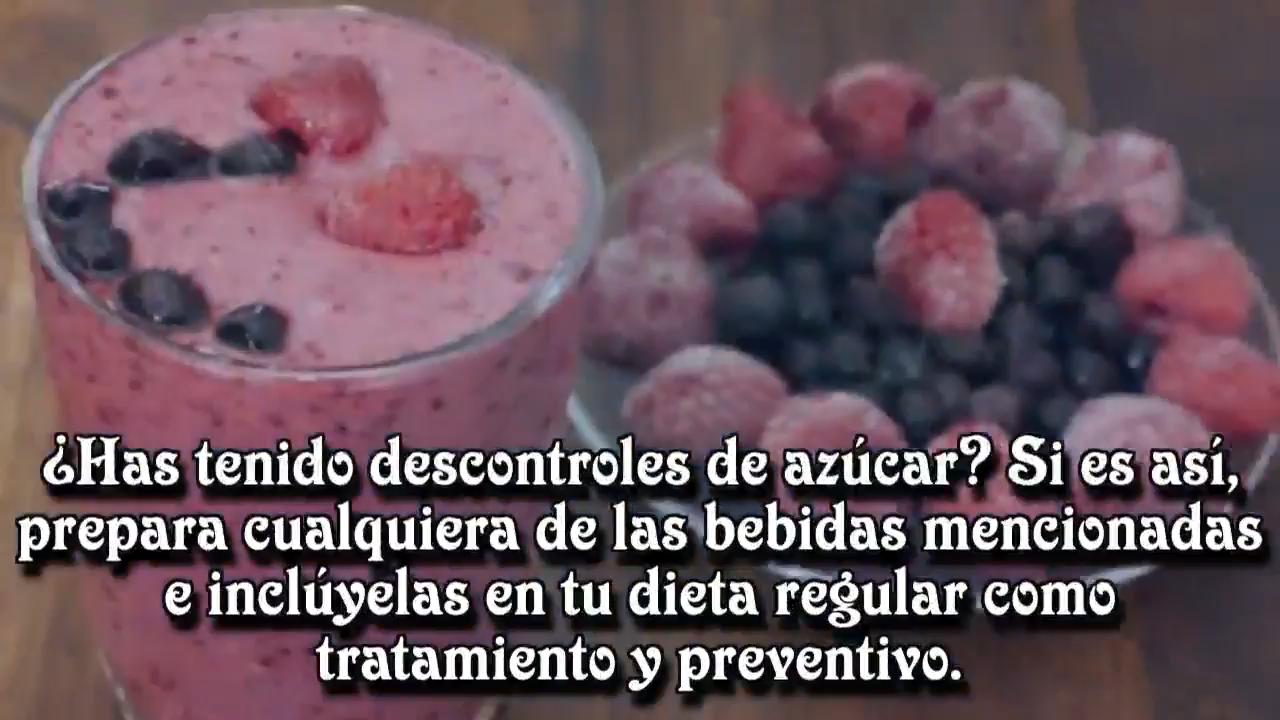 ¿Has tenido descontroles de azúcar? Si es así,
prepara cualquiera de las bebidas mencionadas
e inclúyelas en tu dieta regular como
tratamiento y preventivo.